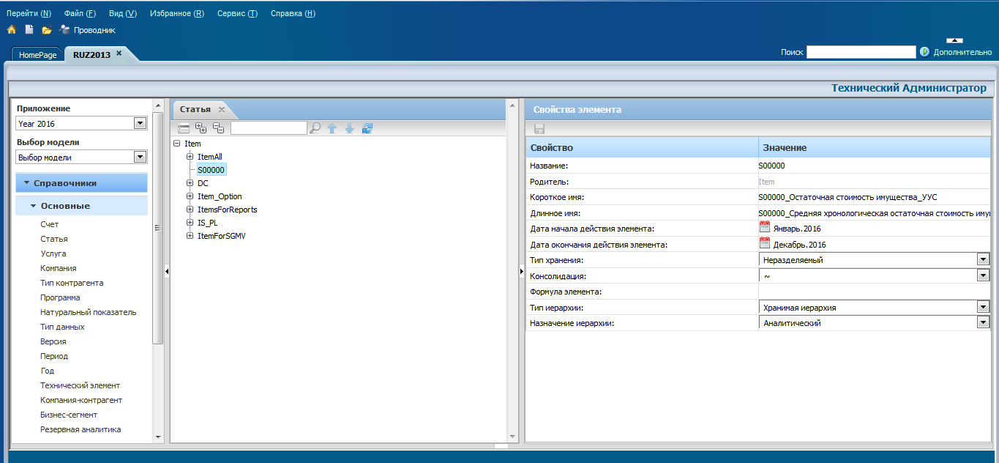 Перейти (N) Файл (F) Вид (V) Избранное (R) Сервис (T) Справка (H)
Проводник
HomePage RUZ2013 Поиск Дополнительно
Технический Администратор
Приложение
Year 2016
Выбор модели
Выбор модели
Справочники
Основные
Счет
Статья
Услуга
Компания
Тип контрагента
Программа
Натуральный показатель
Тип данных
Версия
Период
Год
Технический элемент
Компания-контрагент
Бизнес-сегмент
Резервная аналитика
Статья
Item
ItemAll
S00000
DC
Item_Option
ItemsForReports
IS_PL
ItemForSGMV
Свойства элемента
Свойство Значение
Название: S00000
Родитель: Item
Короткое имя: S00000_Остаточная стоимость имущества_УУС
Длинное имя: S00000_Средняя хронологическая остаточная стоимость иму
Дата начала действия элемента: Январь.2016
Дата окончания действия элемента: Декабрь.2016
Тип хранения: Неразделяемый
Консолидация: ~
Формула элемента:
Тип иерархии: Хранимая иерархия
Назначение иерархии: Аналитический